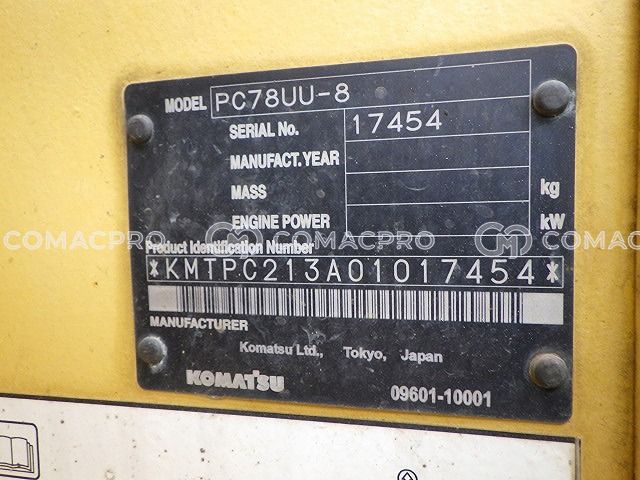 MODEL PC78UU-8
SERIAL No. 17454
MANUFACT. YEAR
MASS kg
ENGINE POWER kW
COMACPRO COMACPRO COMAC
Product Identification Number
*KMTPC213A01017454*
MANUFACTURER
Komatsu Ltd., Tokyo, Japan
KOMATSU 09601-10001